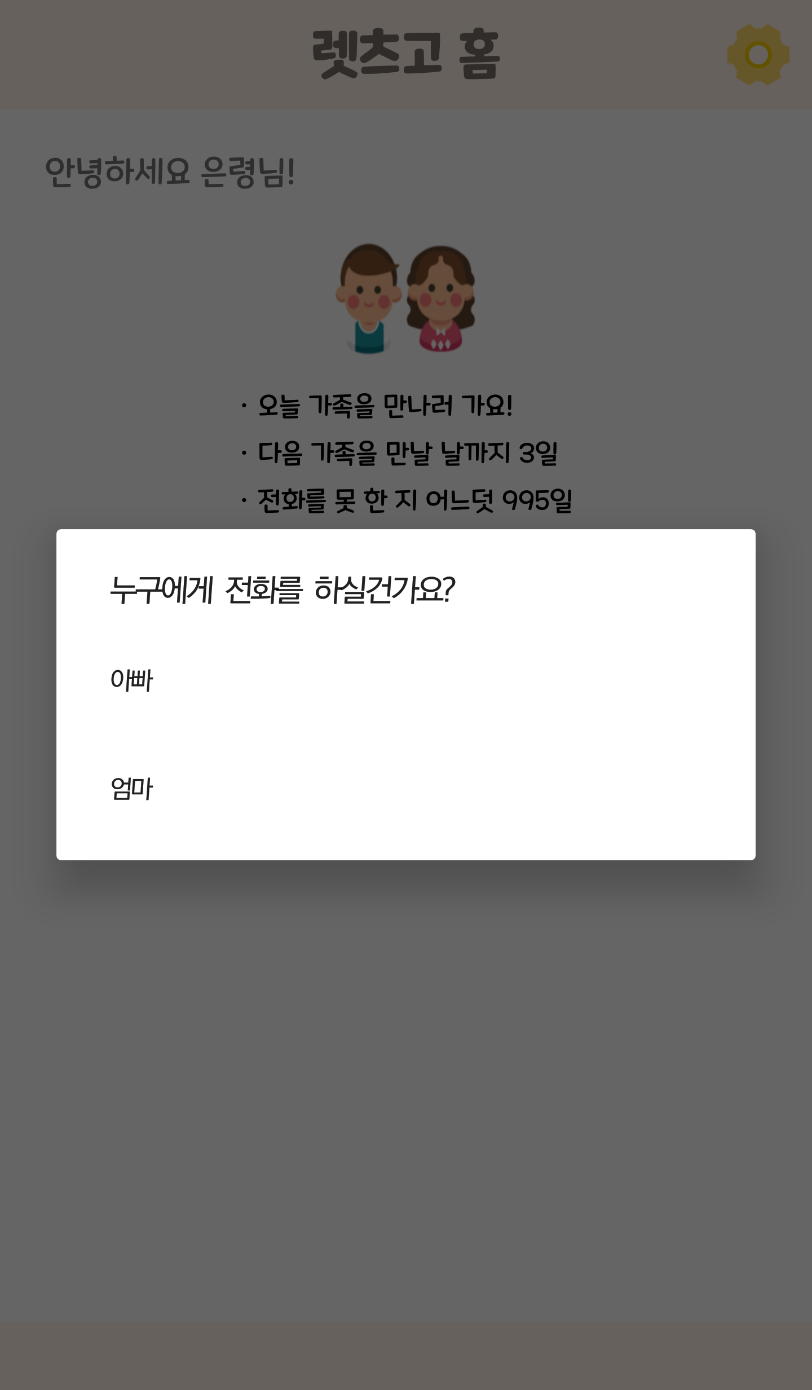 렛츠고 홈
안녕하세요 은령님!
· 오늘 가족을 만나러 가요!
· 다음 가족을 만날 날까지 3일
· 전화를 못 한 지 어느덧 995일
누구에게 전화를 하실건가요?
아빠
엄마